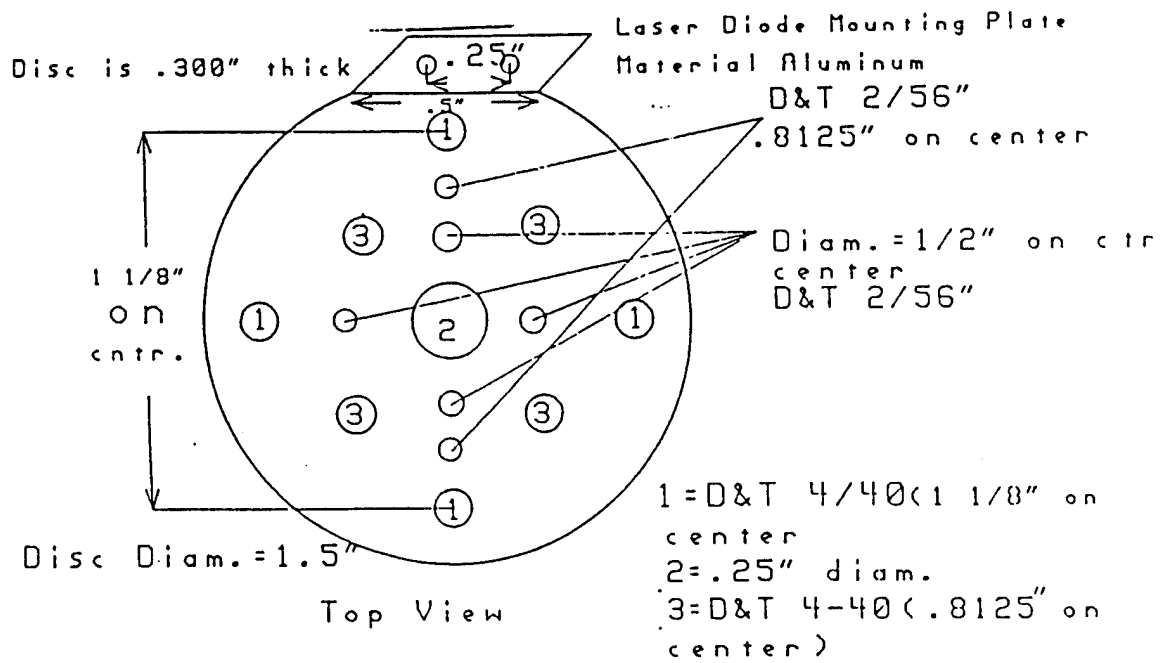 Laser Diode Mounting Plate
Material Aluminum
Disc is .300" thick
.25"
.5"
...
D&T 2/56"
.8125" on center
1
3
3
Diam.=1/2" on ctr
center
D&T 2/56"
1 1/8"
on
cntr.
1
2
1
3
3
1
1=D&T 4/40(1 1/8" on
center
2=.25" diam.
3=D&T 4-40(.8125" on
center)
Disc Diam.=1.5"
Top View